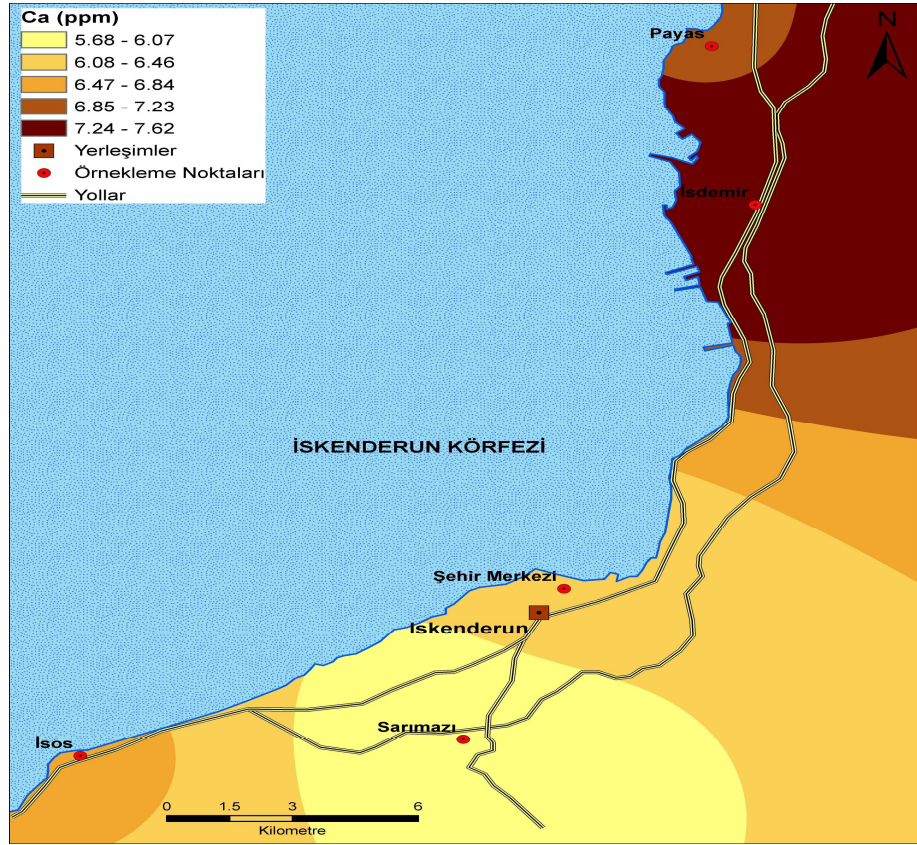 Ca (ppm)
5.68 - 6.07
6.08 - 6.46
6.47 - 6.84
6.85 - 7.23
7.24 - 7.62
Yerleşimler
Örnekleme Noktaları
Yollar
N
Payas
İsdemir
İSKENDERUN KÖRFEZİ
Şehir Merkezi
İskenderun
Sarımazı
İsos
0 1.5 3 6
Kilometre